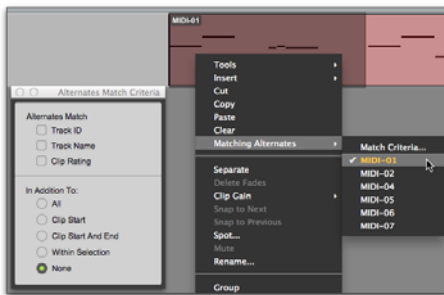 MIDI-01
Alternates Match Criteria
Alternates Match
Track ID
Track Name
Clip Rating
In Addition To:
All
Clip Start
Clip Start And End
Within Selection
None
Tools
Insert
Cut
Copy
Paste
Clear
Matching Alternates
Separate
Delete Fades
Clip Gain
Snap to Next
Snap to Previous
Spot...
Mute
Rename...
Group
Match Criteria...
MIDI-01
MIDI-02
MIDI-04
MIDI-05
MIDI-06
MIDI-07